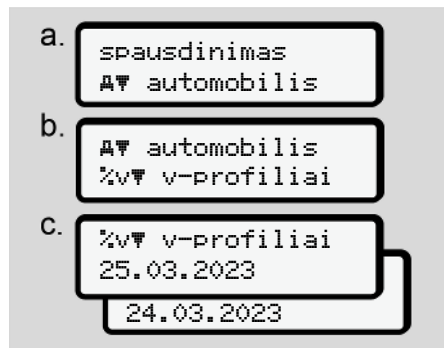 a.
spausdinimas
A▼ automobilis
b.
A▼ automobilis
%v▼ v-profiliai
c.
%v▼ v-profiliai
25.03.2023
24.03.2023